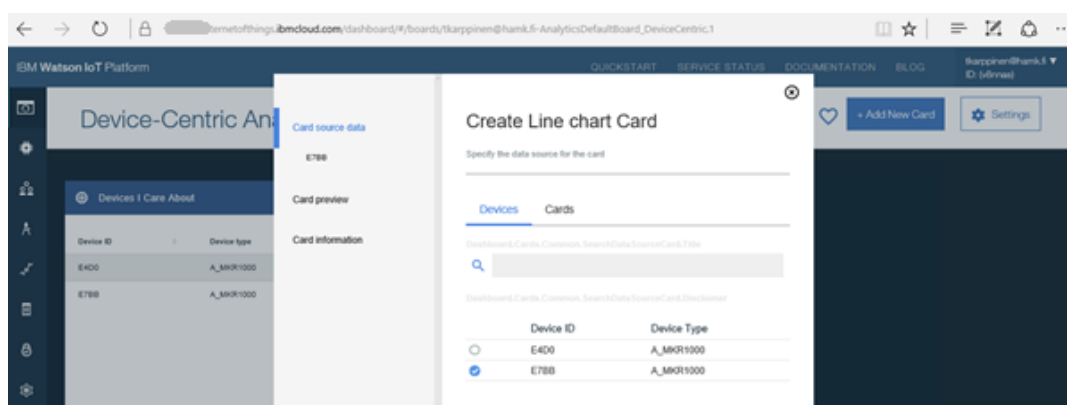 ternetofthings.ibmcloud.com/dashboard/#/boards/tkarppinen@hamk.fi-AnalyticsDefaultBoard_DeviceCentric.1
IBM Watson IoT Platform
QUICKSTART SERVICE STATUS DOCUMENTATION BLOG
tkarppinen@hamk.fi
ID:
Device-Centric An
+ Add New Card
Settings
Devices I Care About
Device ID Device type
E4D0 A_MKR1000
E7BB A_MKR1000
Card source data
E7BB
Card preview
Card information
Create Line chart Card
Specify the data source for the card
Devices Cards
Dashboard.Cards.Common.SearchDataSourceCard.Title
Dashboard.Cards.Common.SearchDataSourceCard.Disclaimer
Device ID Device Type
E4D0 A_MKR1000
E7BB A_MKR1000